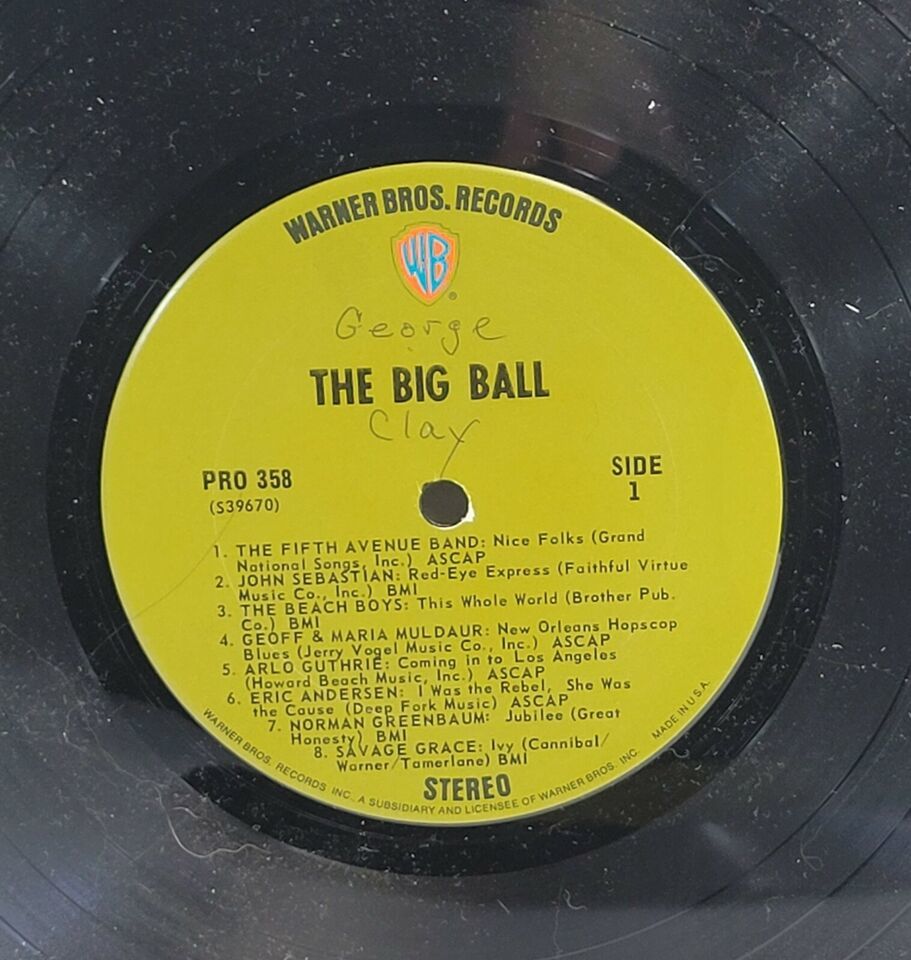 WARNER BROS. RECORDS
WB
®
George
THE BIG BALL
Clay
PRO 358
(S39670)
SIDE
1
1. THE FIFTH AVENUE BAND: Nice Folks (Grand
National Songs, Inc.) ASCAP
2. JOHN SEBASTIAN: Red-Eye Express (Faithful Virtue
Music Co., Inc.) BMI
3. THE BEACH BOYS: This Whole World (Brother Pub.
Co.) BMI
4. GEOFF & MARIA MULDAUR: New Orleans Hopscop
Blues (Jerry Vogel Music Co., Inc.) ASCAP
5. ARLO GUTHRIE: Coming in to Los Angeles
(Howard Beach Music, Inc.) ASCAP
6. ERIC ANDERSEN: I Was the Rebel, She Was
the Cause (Deep Fork Music) ASCAP
7. NORMAN GREENBAUM: Jubilee (Great
Honesty) BMI
8. SAVAGE GRACE: Ivy (Cannibal/
Warner/Tamerlane) BMI
STEREO
WARNER BROS. RECORDS INC., A SUBSIDIARY AND LICENSEE OF WARNER BROS. INC. MADE IN U.S.A.